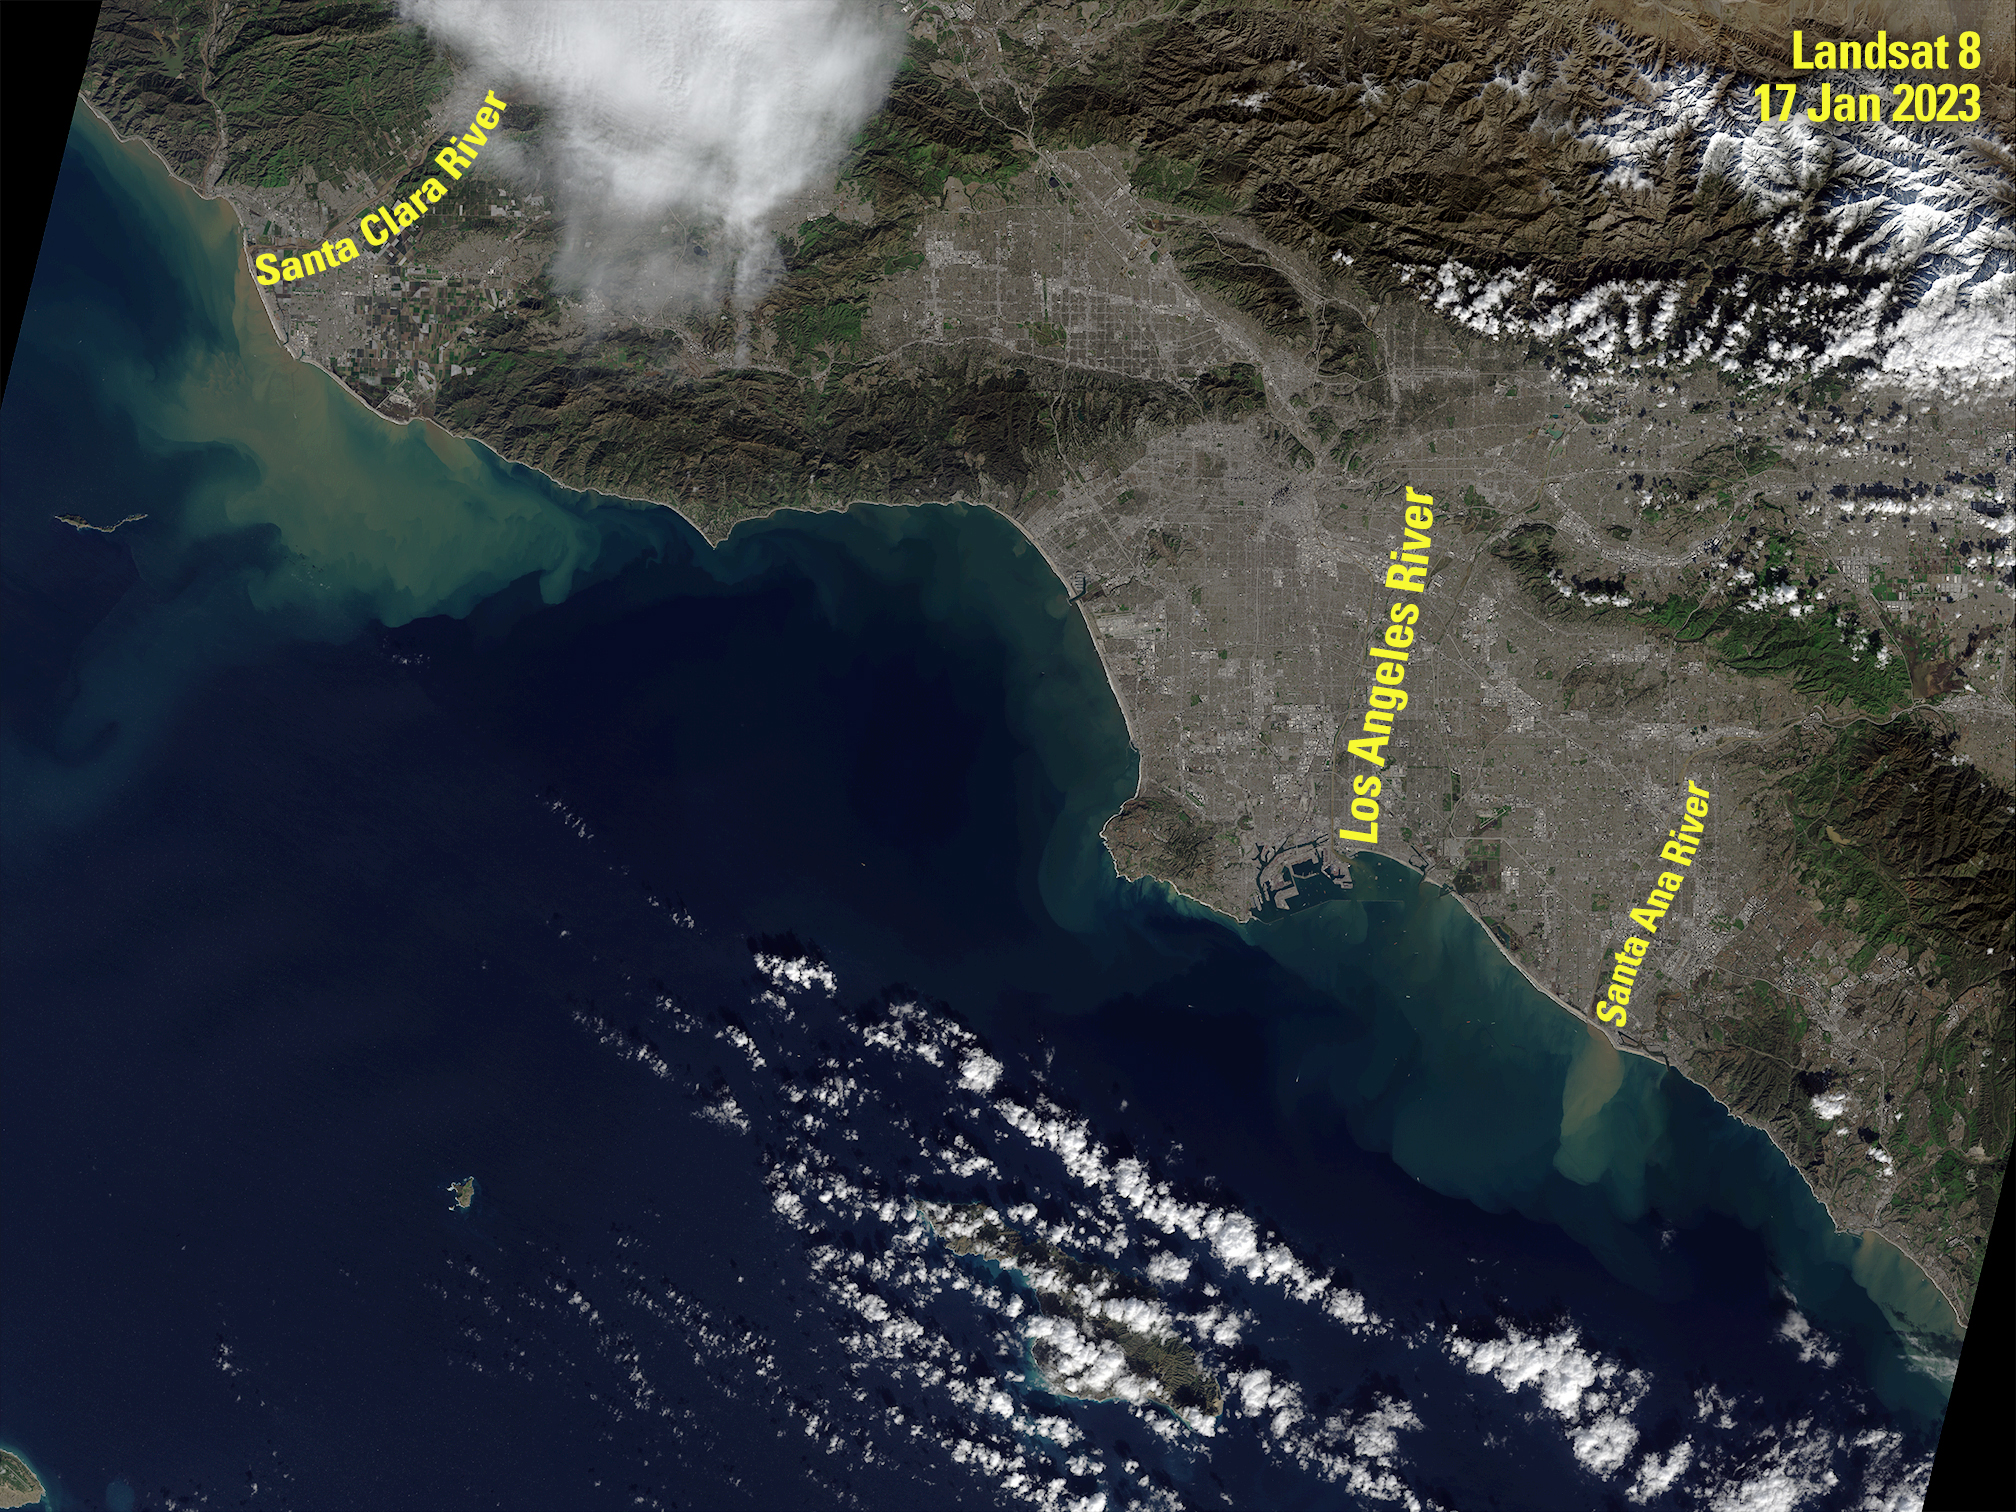 Landsat 8
17 Jan 2023
Santa Clara River
Los Angeles River
Santa Ana River